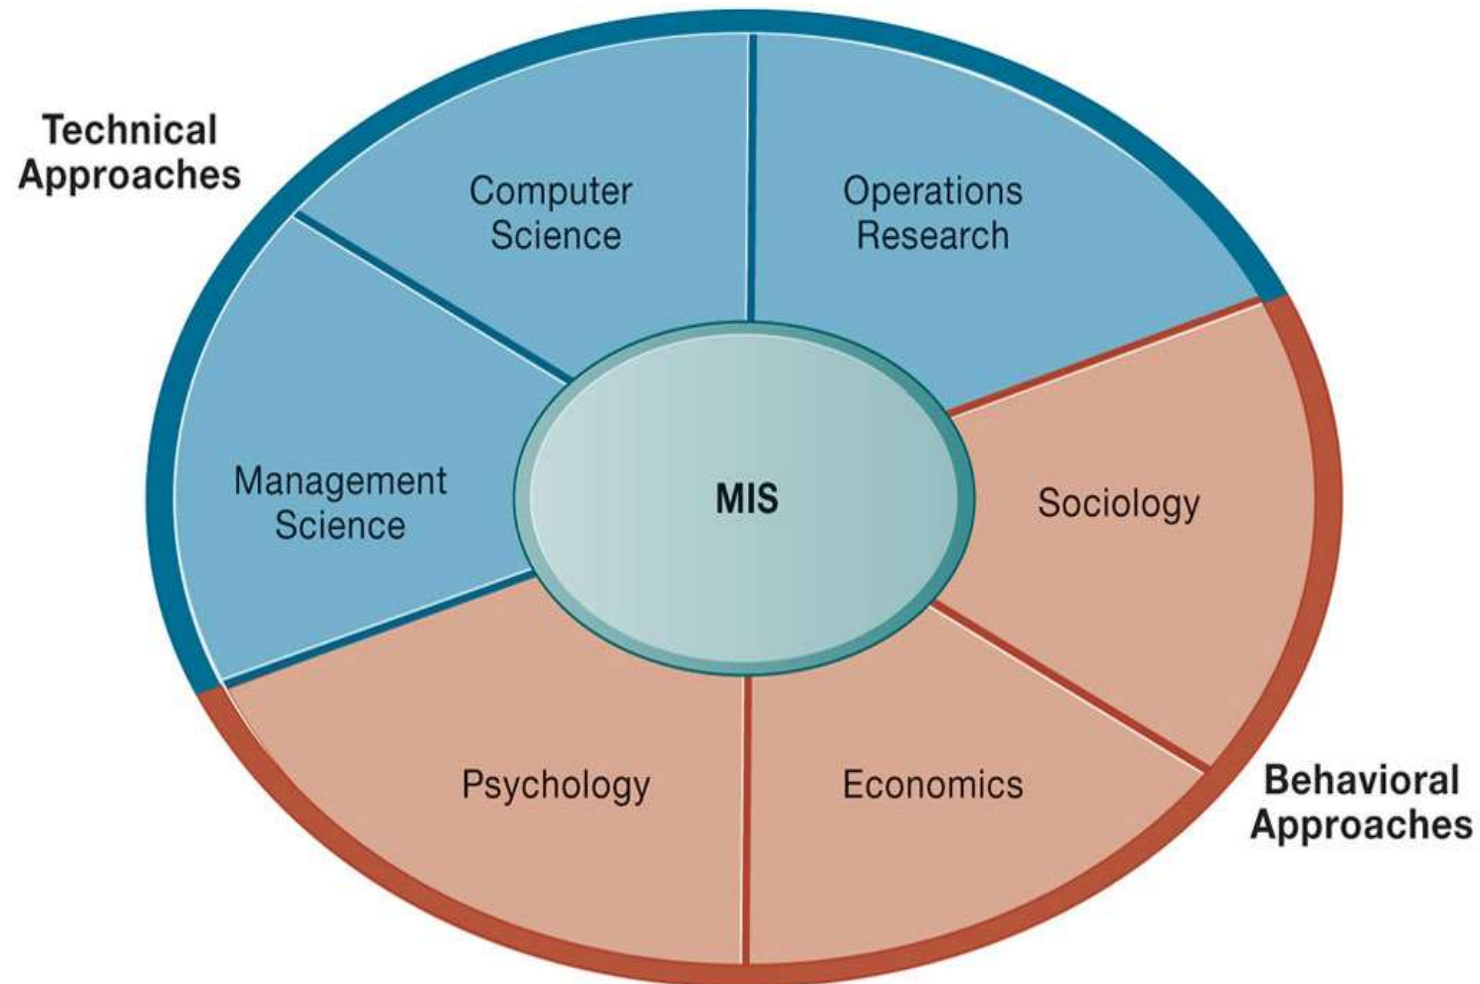 Technical
Approaches
Computer
Science
Operations
Research
Management
Science
MIS
Sociology
Psychology
Economics
Behavioral
Approaches